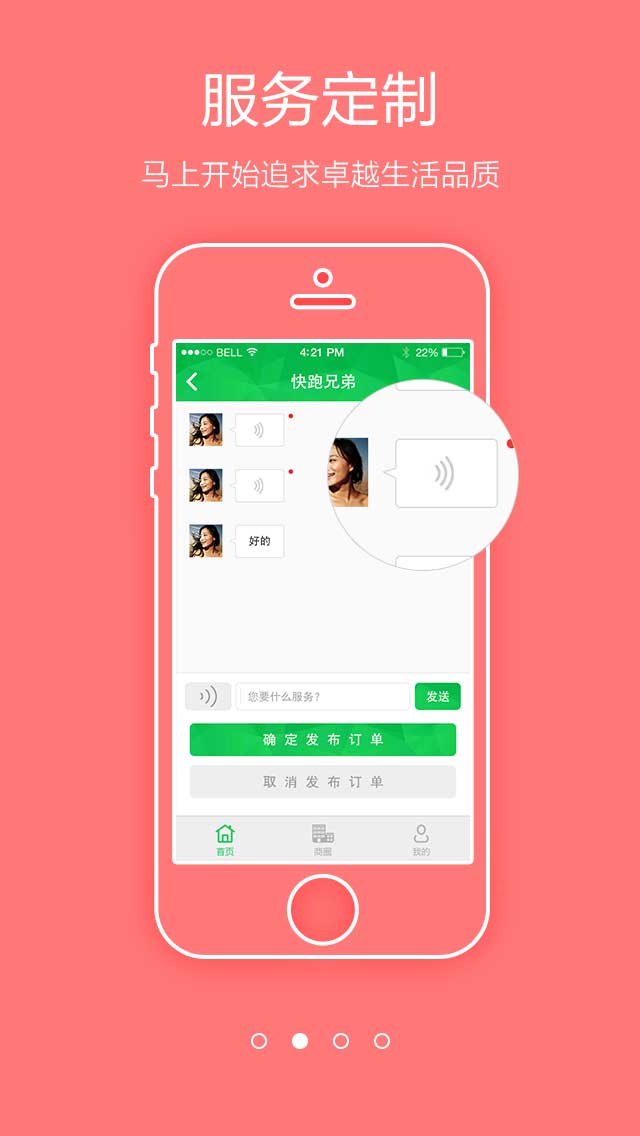 服务定制
马上开始追求卓越生活品质
BELL 4:21 PM 22%
快跑兄弟
好的
您要什么服务?
发送
确定发布订单
取消发布订单
首页 商圈 我的